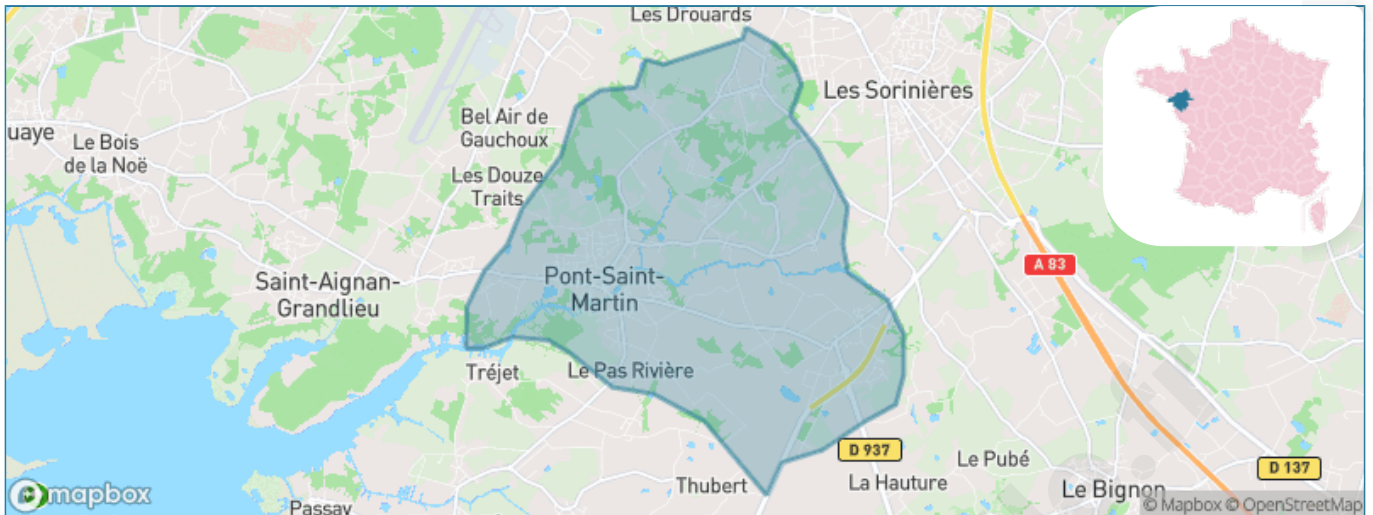 Les Drouards
Les Sorinières
Bel Air de
Gauchoux
uaye
Le Bois
de la Noë
Les Douze
Traits
A 83
Saint-Aignan-
Grandlieu
Pont-Saint-
Martin
Tréjet
Le Pas Rivière
D 937
Le Pubé
D 137
Thubert
La Hauture
Le Bignon
mapbox
Passay
© Mapbox © OpenStreetMap